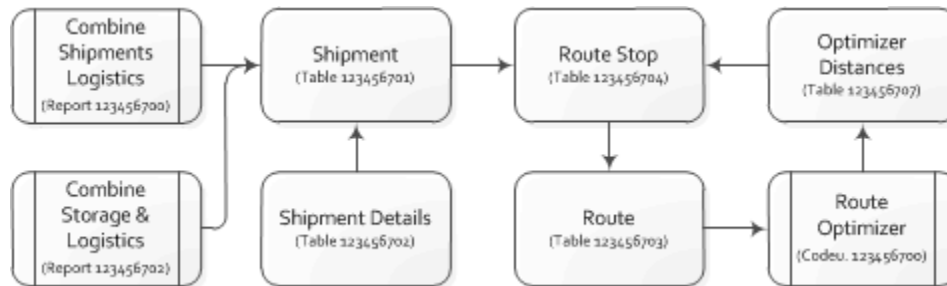 Combine
Shipments
Logistics
(Report 123456700)
Shipment
(Table 123456701)
Route Stop
(Table 123456704)
Optimizer
Distances
(Table 123456707)
Combine
Storage &
Logistics
(Report 123456702)
Shipment Details
(Table 123456702)
Route
(Table 123456703)
Route
Optimizer
(Codeu. 123456700)